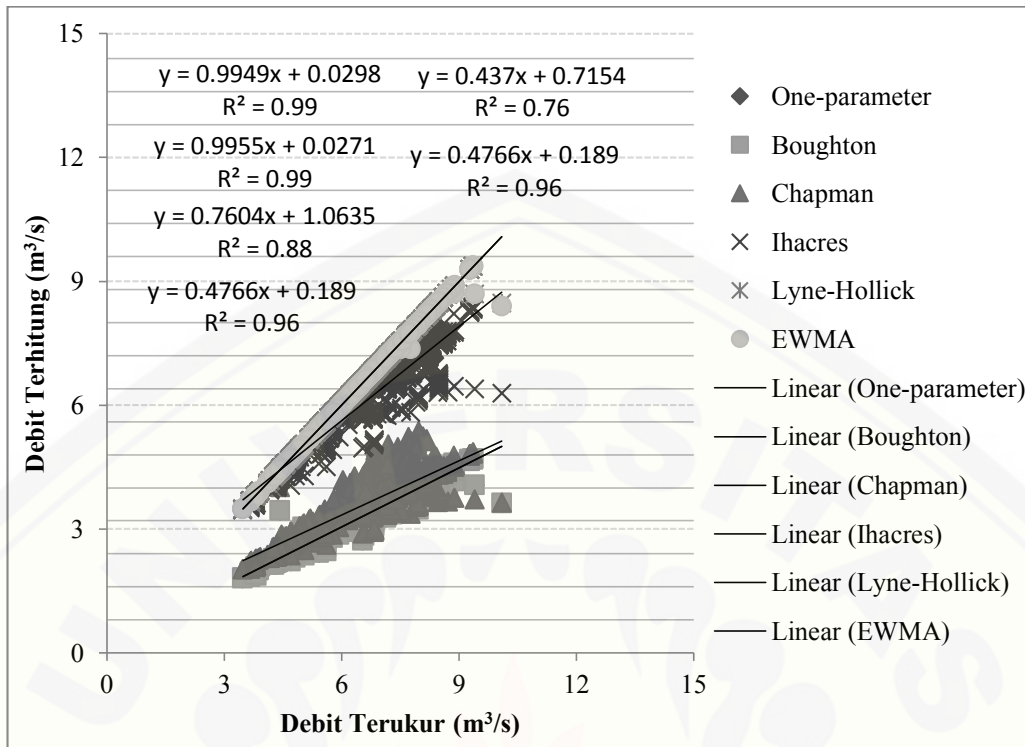 15
12
9
6
3
0
Debit Terhitung (m³/s)
y = 0.9949x + 0.0298
R² = 0.99
y = 0.9955x + 0.0271
R² = 0.99
y = 0.7604x + 1.0635
R² = 0.88
y = 0.4766x + 0.189
R² = 0.96
y = 0.437x + 0.7154
R² = 0.76
y = 0.4766x + 0.189
R² = 0.96
0 3 6 9 12 15
Debit Terukur (m³/s)
One-parameter
Boughton
Chapman
Ihacres
Lyne-Hollick
EWMA
Linear (One-parameter)
Linear (Boughton)
Linear (Chapman)
Linear (Ihacres)
Linear (Lyne-Hollick)
Linear (EWMA)
UNIVERSITAS